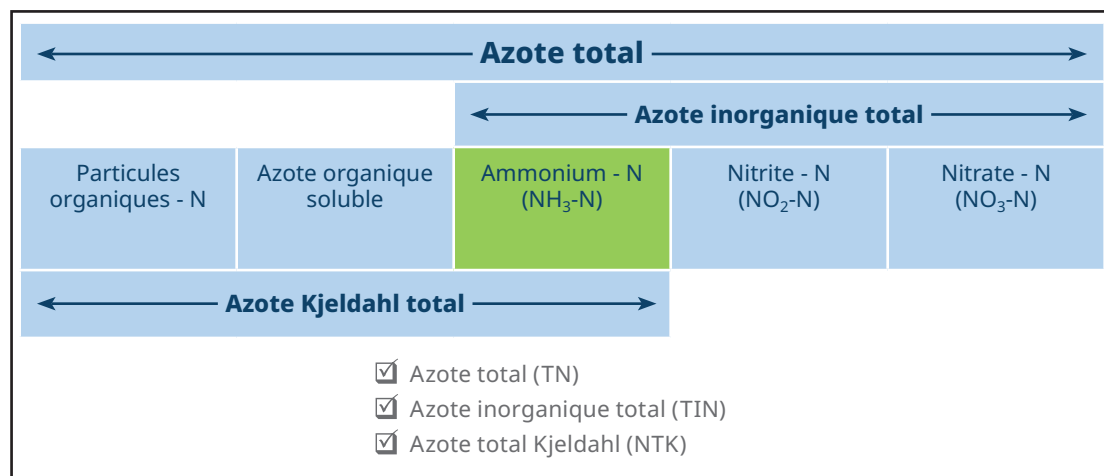 Azote total
Azote inorganique total
Particules
organiques - N
Azote organique
soluble
Ammonium - N
(NH₃-N)
Nitrite - N
(NO₂-N)
Nitrate - N
(NO₃-N)
Azote Kjeldahl total
☑ Azote total (TN)
☑ Azote inorganique total (TIN)
☑ Azote total Kjeldahl (NTK)